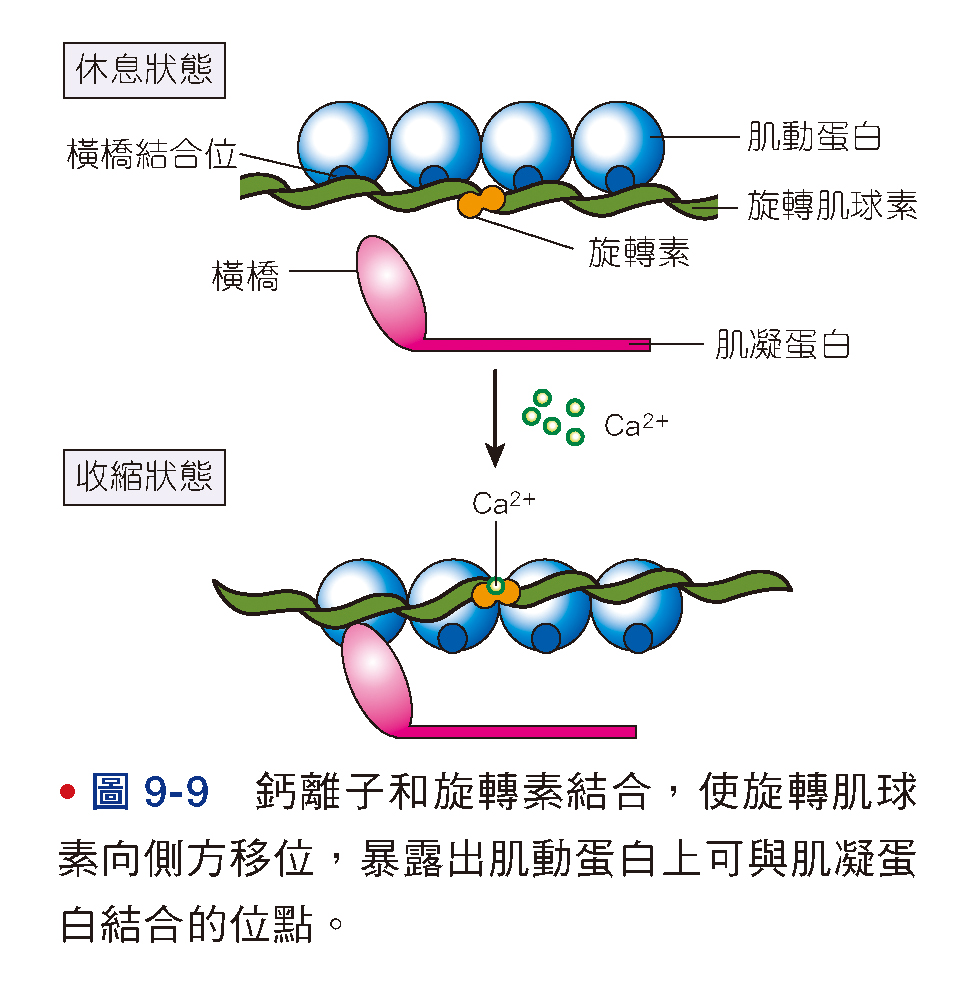 休息狀態
橫橋結合位
肌動蛋白
旋轉肌球素
旋轉素
橫橋
肌凝蛋白
Ca2+
收縮狀態
Ca2+
• 圖 9-9 鈣離子和旋轉素結合，使旋轉肌球
素向側方移位，暴露出肌動蛋白上可與肌凝蛋
白結合的位點。